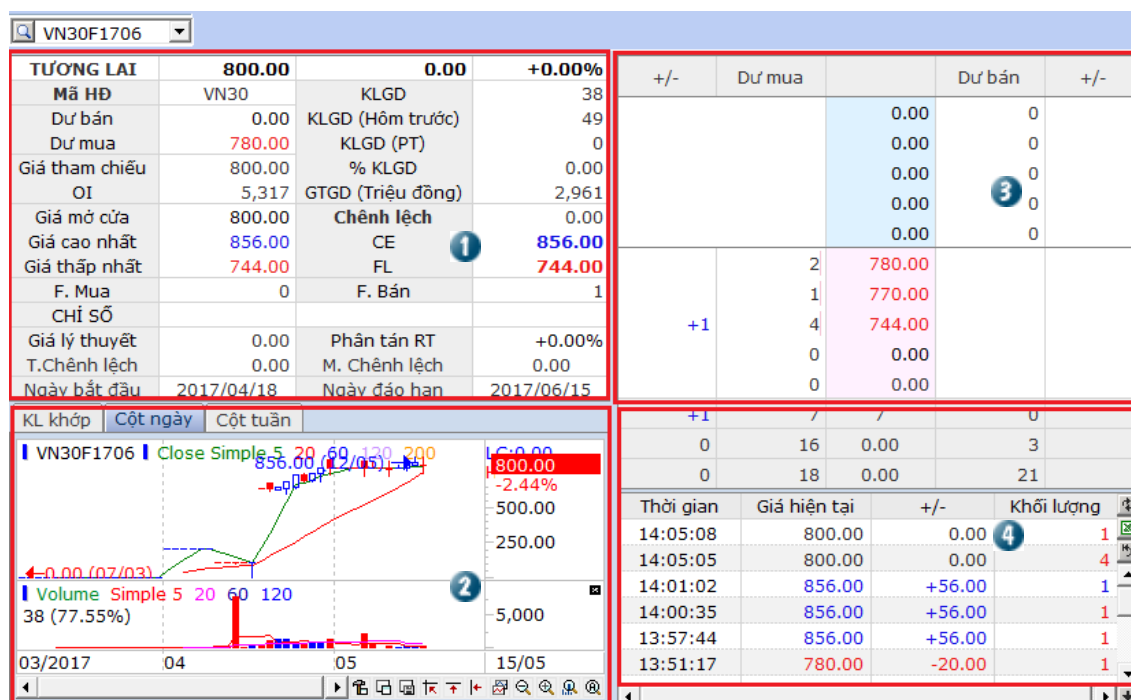 VN30F1706
TƯƠNG LAI 800.00 0.00 +0.00%
Mã HĐ VN30 KLGD 38
Dư bán 0.00 KLGD (Hôm trước) 49
Dư mua 780.00 KLGD (PT) 0
Giá tham chiếu 800.00 % KLGD 0.00
OI 5,317 GTGD (Triệu đồng) 2,961
Giá mở cửa 800.00 Chênh lệch 0.00
Giá cao nhất 856.00 CE 856.00
1
Giá thấp nhất 744.00 FL 744.00
F. Mua 0 F. Bán 1
CHỈ SỐ
Giá lý thuyết 0.00 Phân tán RT +0.00%
T.Chênh lệch 0.00 M. Chênh lệch 0.00
Ngày bắt đầu 2017/04/18 Ngày đáo hạn 2017/06/15
+/- Dư mua Dư bán +/-
0.00 0
0.00 0
0.00 0
3
0.00 0
0.00 0
2 780.00
1 770.00
+1 4 744.00
0 0.00
0 0.00
KL khớp Cột ngày Cột tuần
VN30F1706 Close Simple 5 20 60 120 200
LC:0.00
856.00 (12/05)
800.00
-2.44%
500.00
250.00
0.00 (07/03)
Volume Simple 5 20 60 120
2
38 (77.55%)
5,000
03/2017 04 05 15/05
+1 7 7 0
0 16 0.00 3
0 18 0.00 21
Thời gian Giá hiện tại +/- Khối lượng
14:05:08 800.00 0.00 1
4
14:05:05 800.00 0.00 4
14:01:02 856.00 +56.00 1
14:00:35 856.00 +56.00 1
13:57:44 856.00 +56.00 1
13:51:17 780.00 -20.00 1